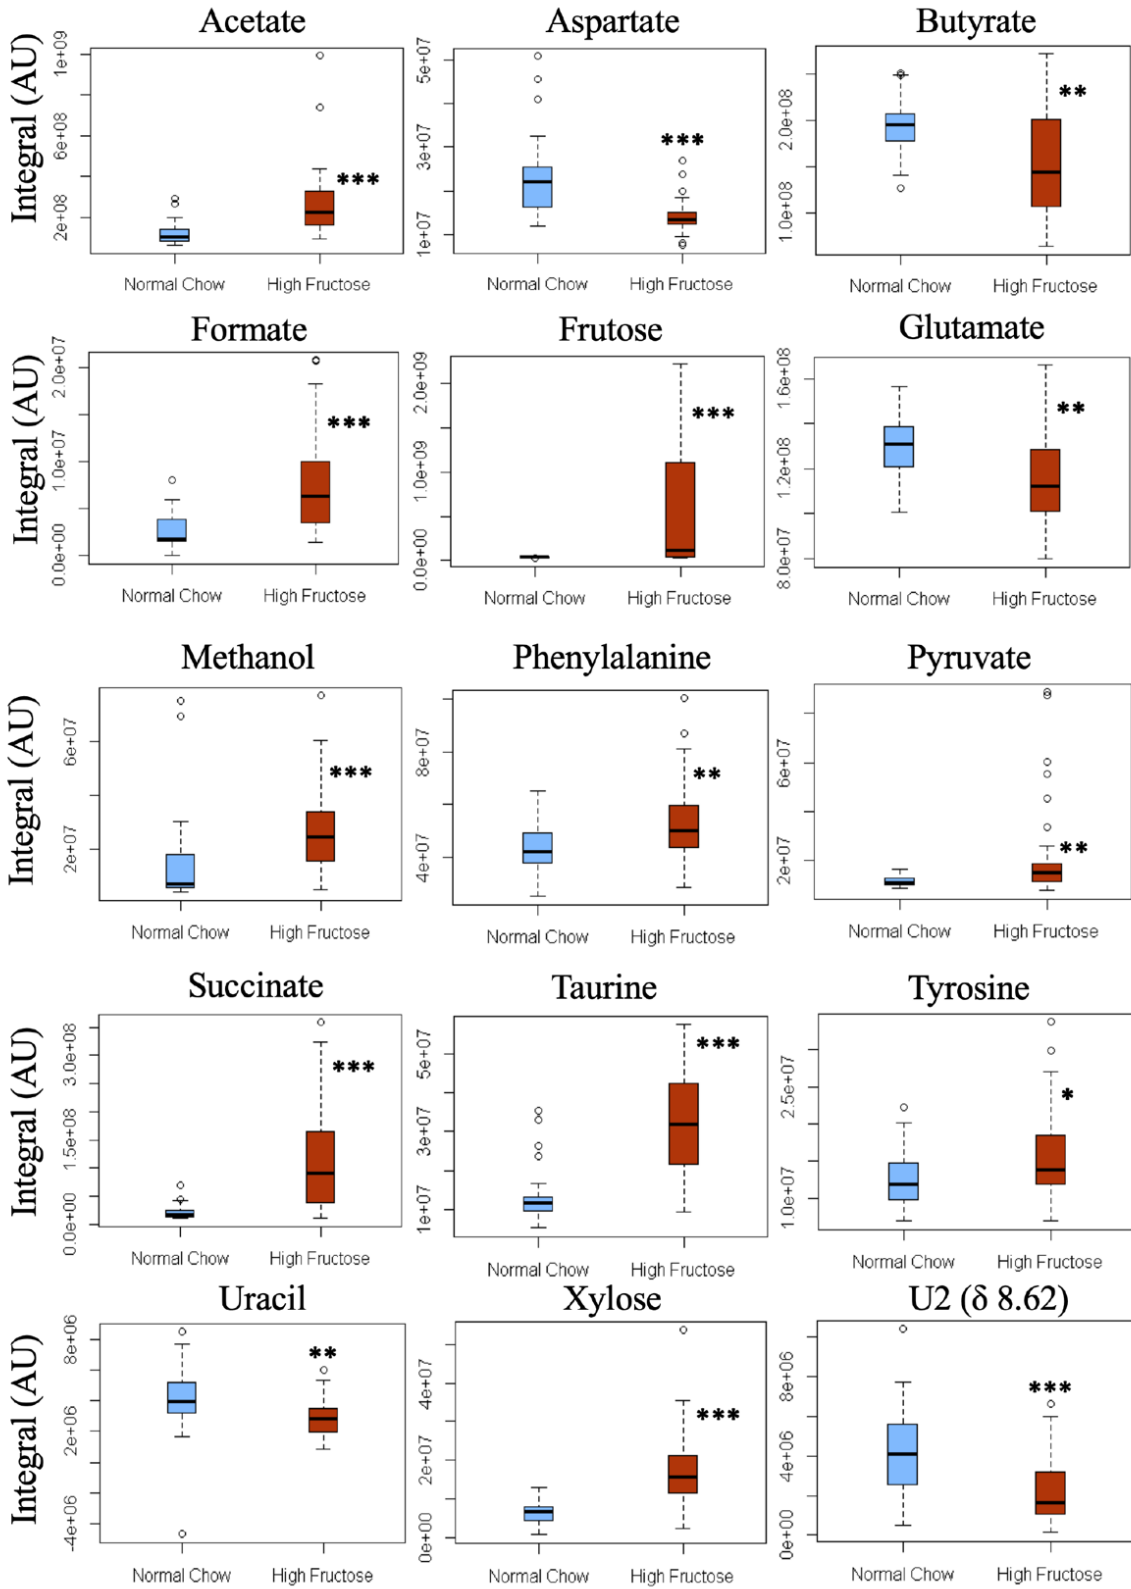 Acetate Aspartate Butyrate
Integral (AU)
1e+09 6e+08 2e+08
5e+07 3e+07 1e+07
2.0e+08 1.0e+08
***
***
**
Normal Chow High Fructose Normal Chow High Fructose Normal Chow High Fructose
Formate Frutose Glutamate
Integral (AU)
2.0e+07 1.0e+07 0.0e+00
2.0e+09 1.0e+09 0.0e+00
1.6e+08 1.2e+08 8.0e+07
***
***
**
Normal Chow High Fructose Normal Chow High Fructose Normal Chow High Fructose
Methanol Phenylalanine Pyruvate
Integral (AU)
6e+07 2e+07
8e+07 4e+07
6e+07 2e+07
***
**
**
Normal Chow High Fructose Normal Chow High Fructose Normal Chow High Fructose
Succinate Taurine Tyrosine
Integral (AU)
3.0e+08 1.5e+08 0.0e+00
5e+07 3e+07 1e+07
2.5e+07 1.0e+07
***
***
*
Normal Chow High Fructose Normal Chow High Fructose Normal Chow High Fructose
Uracil Xylose U2 (δ 8.62)
Integral (AU)
8e+06 2e+06 -4e+06
4e+07 2e+07 0e+00
8e+06 4e+06 0e+00
**
***
***
Normal Chow High Fructose Normal Chow High Fructose Normal Chow High Fructose